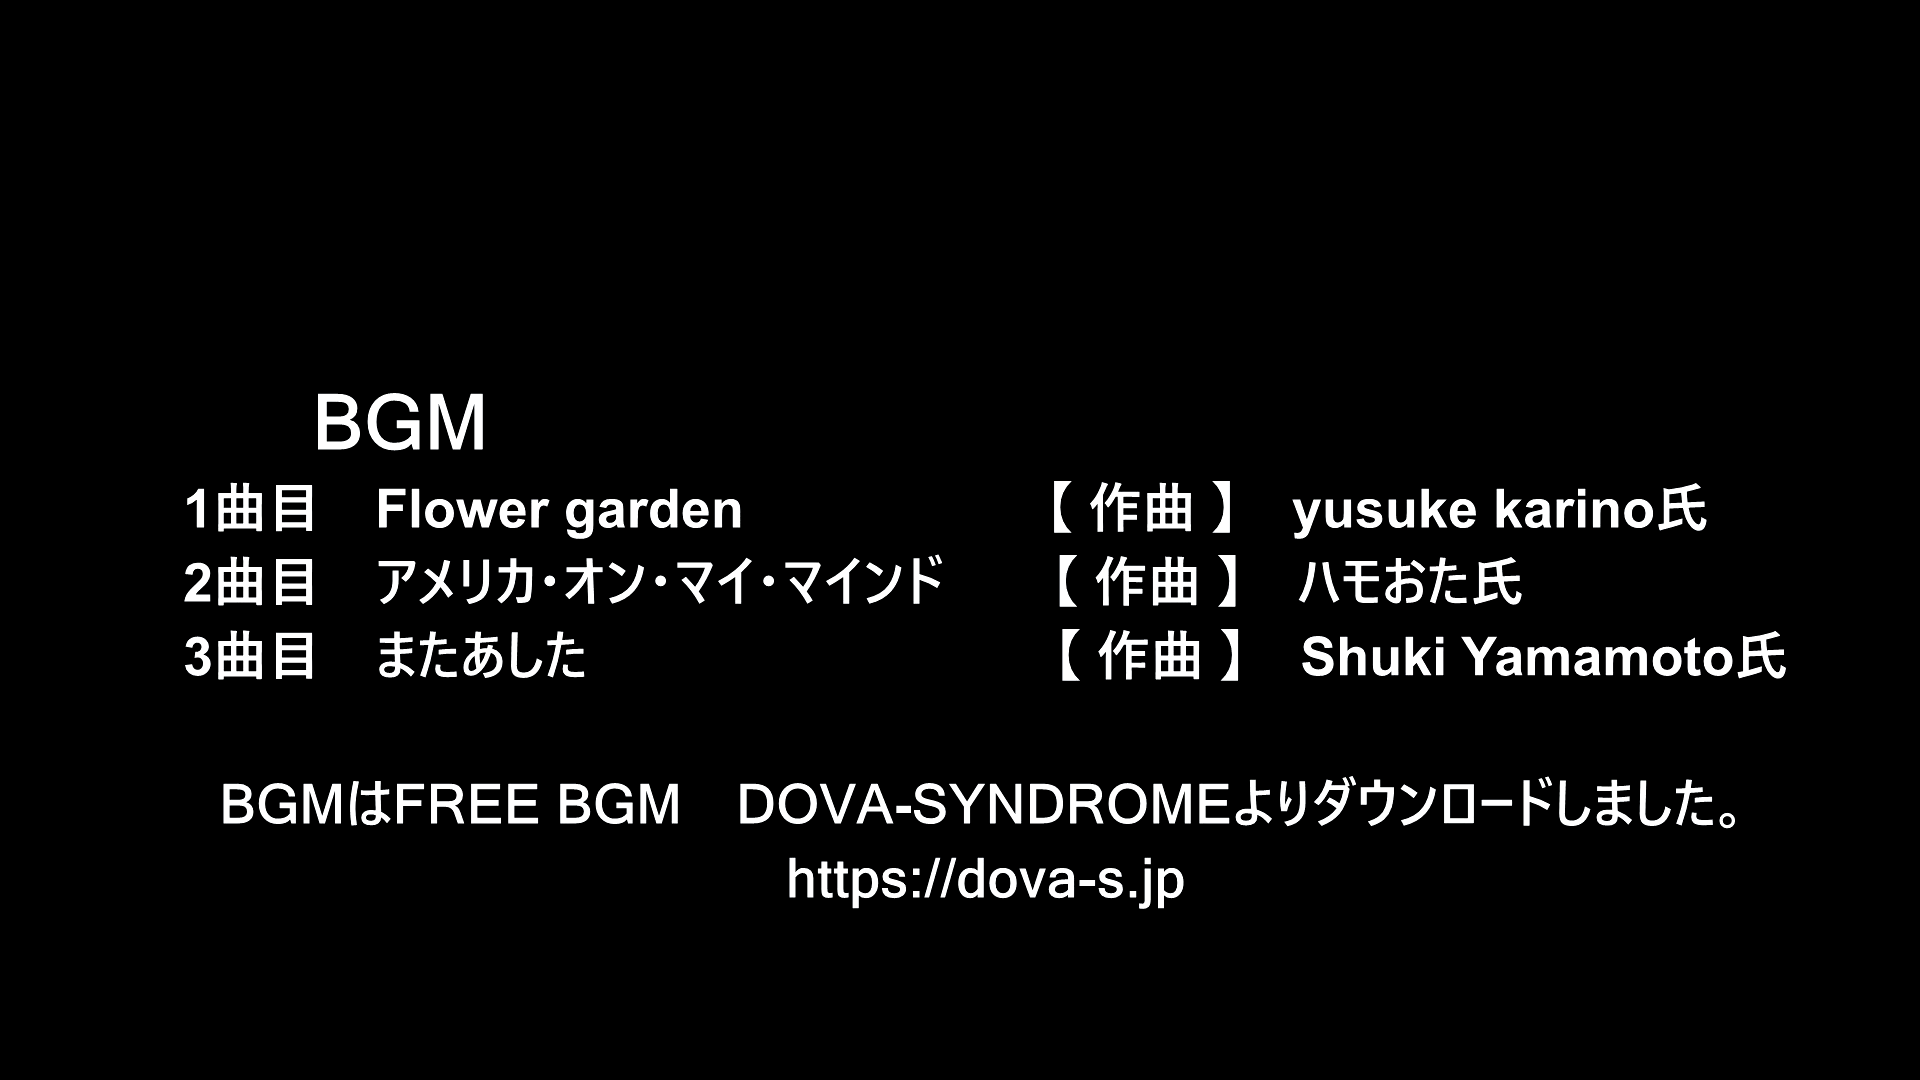 BGM
1曲目　Flower garden　【 作曲 】　yusuke karino氏
2曲目　アメリカ・オン・マイ・マインド　【 作曲 】　ハモおた氏
3曲目　またあした　【 作曲 】　Shuki Yamamoto氏
BGMはFREE BGM　DOVA-SYNDROMEよりダウンロードしました。
https://dova-s.jp